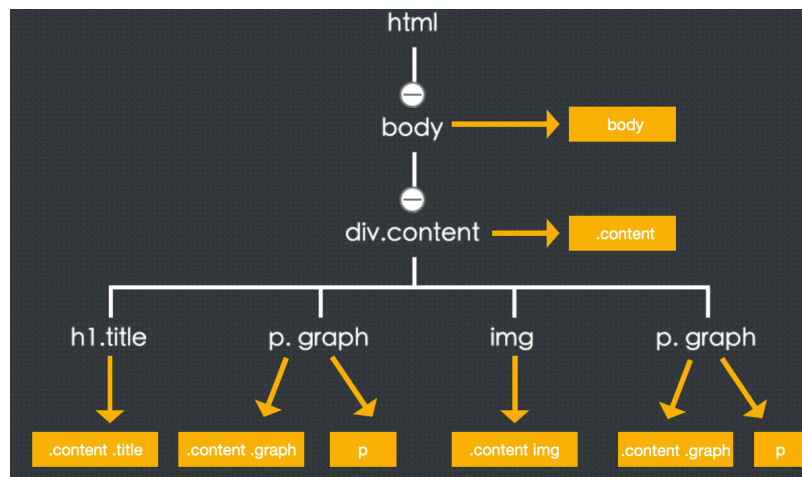 html
body
body
div.content
.content
h1.title
p. graph
img
p. graph
.content .title
.content .graph
p
.content img
.content .graph
p